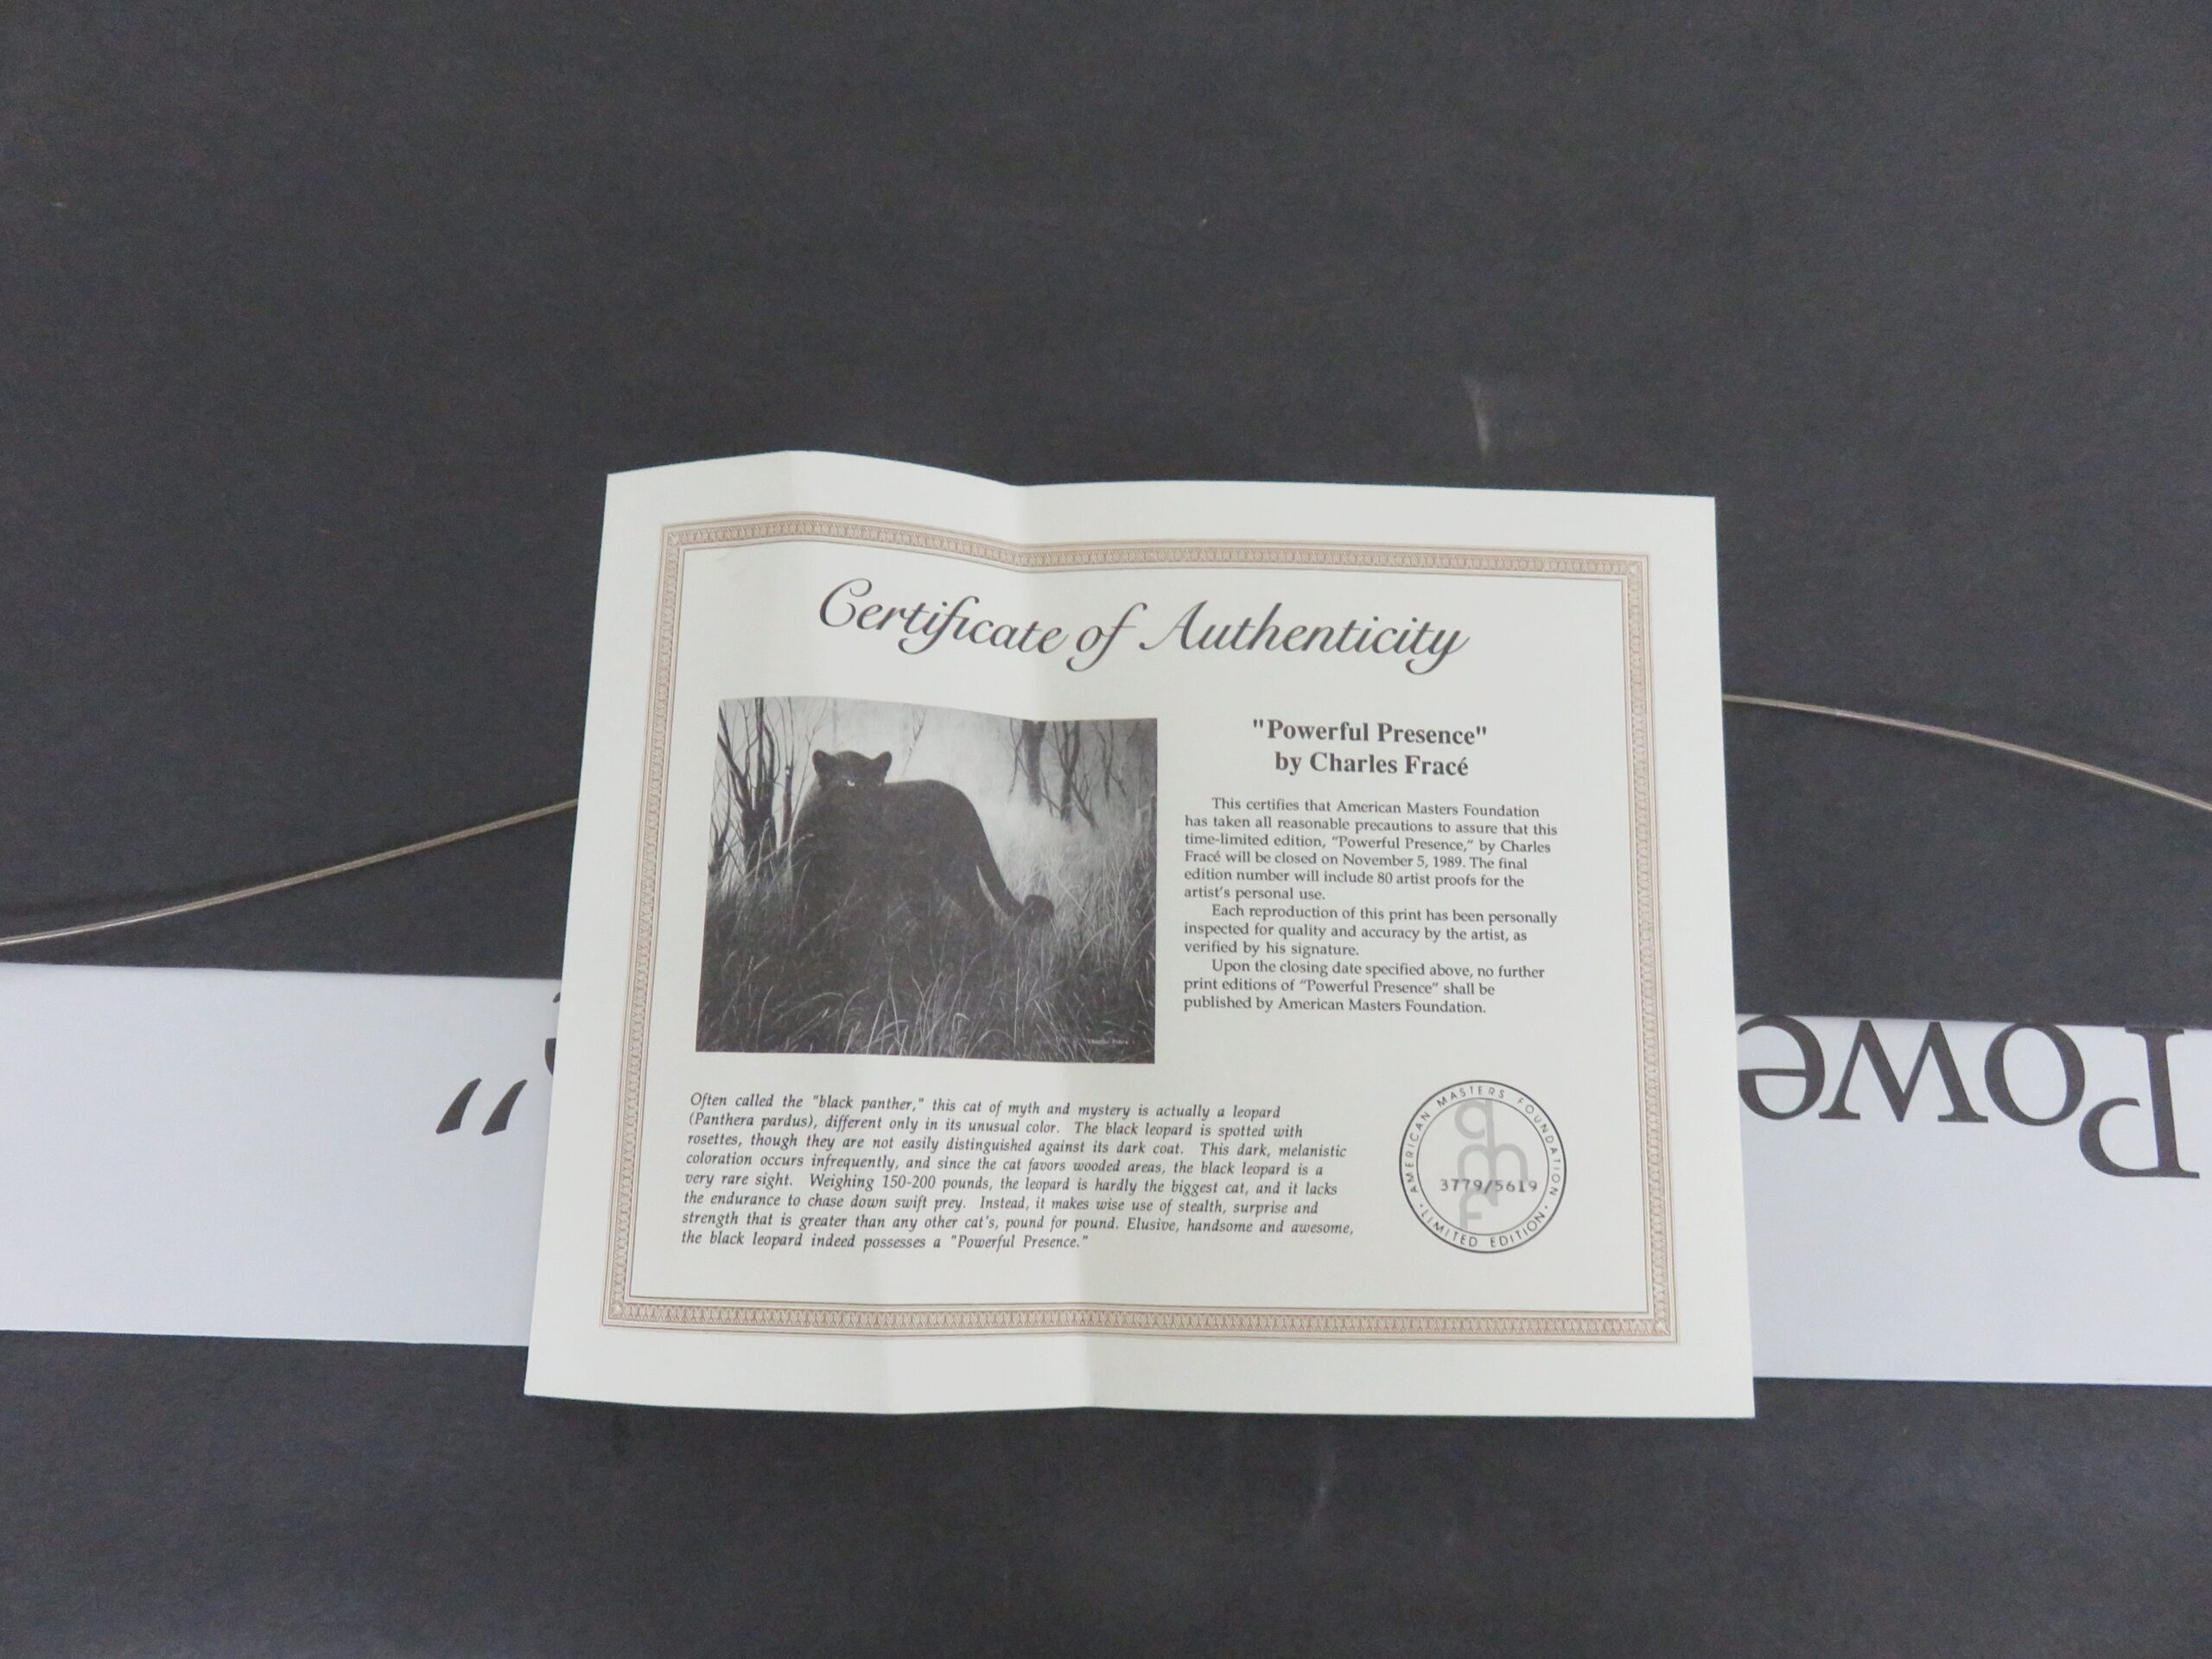 Certificate of Authenticity
"Powerful Presence"
by Charles Fracé
This certifies that American Masters Foundation
has taken all reasonable precautions to assure that this
time-limited edition, “Powerful Presence,” by Charles
Fracé will be closed on November 5, 1989. The final
edition number will include 80 artist proofs for the
artist's personal use.
Each reproduction of this print has been personally
inspected for quality and accuracy by the artist, as
verified by his signature.
Upon the closing date specified above, no further
print editions of “Powerful Presence” shall be
published by American Masters Foundation.
Often called the "black panther," this cat of myth and mystery is actually a leopard
(Panthera pardus), different only in its unusual color. The black leopard is spotted with
rosettes, though they are not easily distinguished against its dark coat. This dark, melanistic
coloration occurs infrequently, and since the cat favors wooded areas, the black leopard is a
very rare sight. Weighing 150-200 pounds, the leopard is hardly the biggest cat, and it lacks
the endurance to chase down swift prey. Instead, it makes wise use of stealth, surprise and
strength that is greater than any other cat's, pound for pound. Elusive, handsome and awesome,
the black leopard indeed possesses a "Powerful Presence."
AMERICAN MASTERS FOUNDATION
amf
3779/5619
LIMITED EDITION
Powe